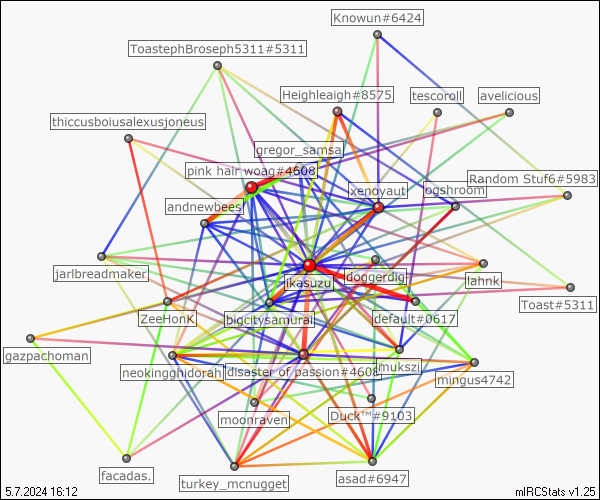 Knowun#6424
ToastephBroseph5311#5311
Heighleaigh#8575
tescoroll
avelicious
thiccusboiusalexusjoneus
gregor_samsa
pink hair woag#4608
Random Stuf6#5983
xenoyaut
logshroom
andnewbees
jarlbreadmaker
ikasuzu
doggerdig
lahnk
Toast#5311
ZeeHonK
bigcitysamurai
default#0617
gazpachoman
neokingghidorah
disaster of passion#4608
mukszi
mingus4742
moonraven
Duck™#9103
facadas.
turkey_mcnugget
asad#6947
5.7.2024 16:12
mIRCStats v1.25